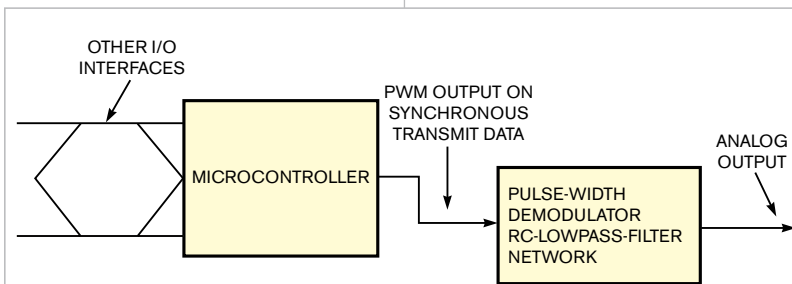 OTHER I/O
INTERFACES
MICROCONTROLLER
PWM OUTPUT ON
SYNCHRONOUS
TRANSMIT DATA
PULSE-WIDTH
DEMODULATOR
RC-LOWPASS-FILTER
NETWORK
ANALOG
OUTPUT